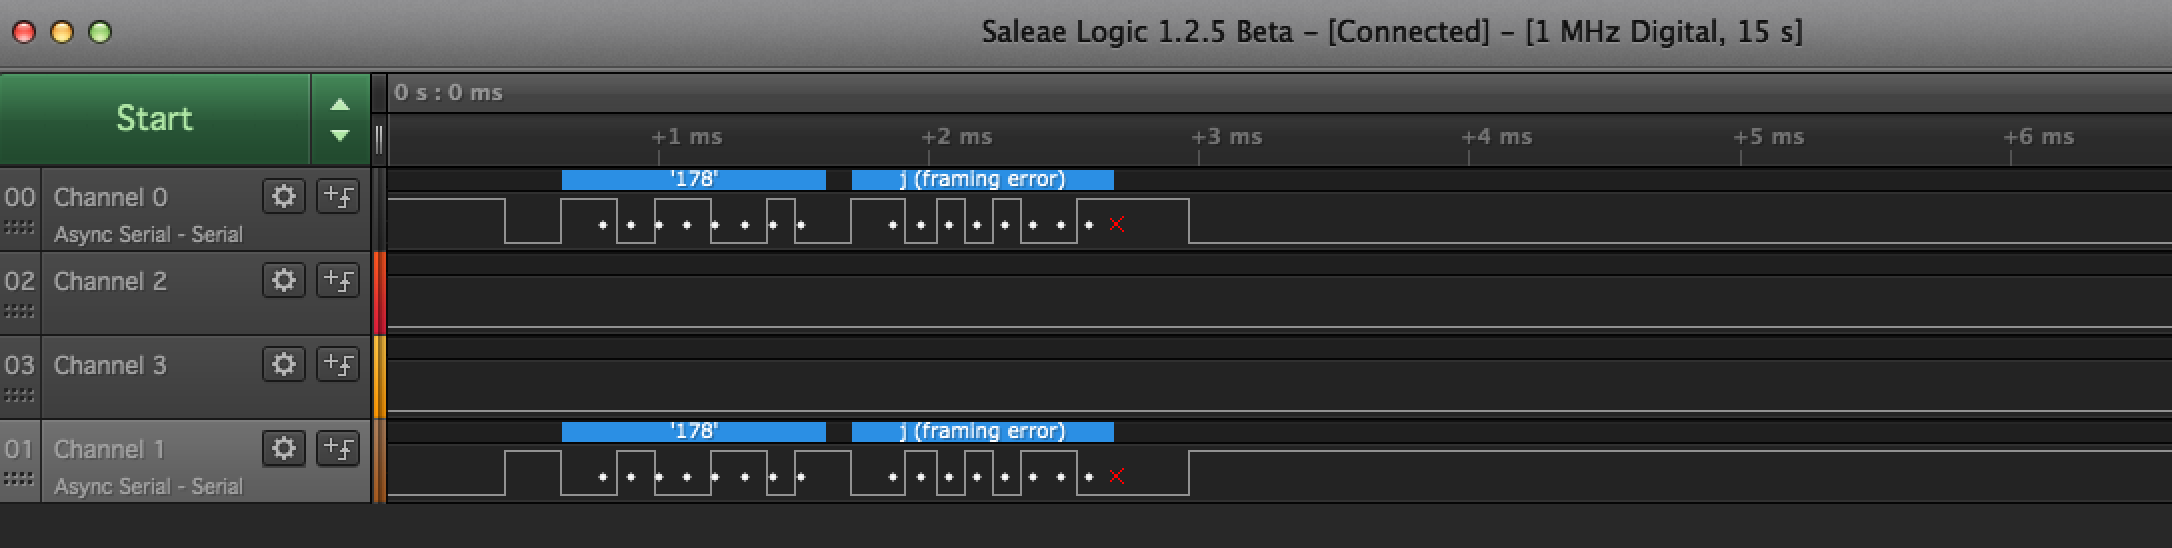 Saleae Logic 1.2.5 Beta – [Connected] – [1 MHz Digital, 15 s]
Start
0 s : 0 ms
+1 ms +2 ms +3 ms +4 ms +5 ms +6 ms
00 Channel 0
'178' j (framing error)
Async Serial - Serial
02 Channel 2
03 Channel 3
01 Channel 1
'178' j (framing error)
Async Serial - Serial